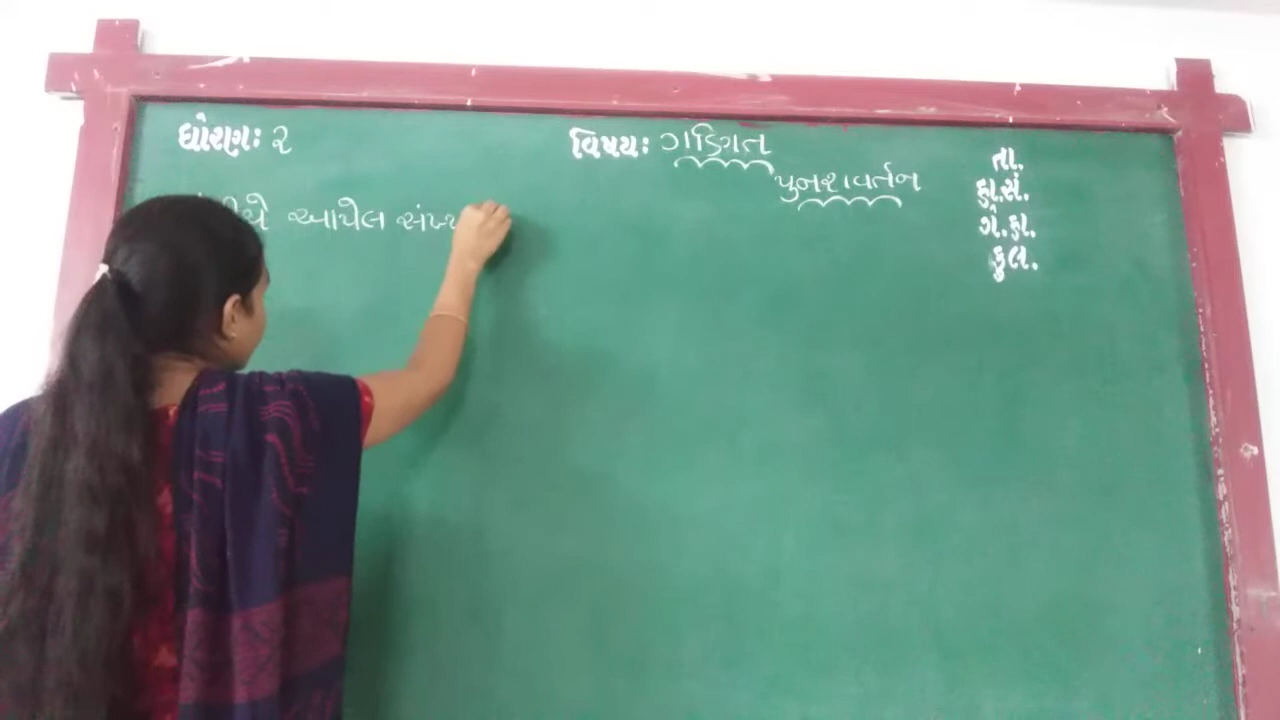 ધોરણ: ૨
વિષય: ગણિત
પુનરાવર્તન
તા.
હા.સં.
ગે.હા.
કુલ.
આપેલ